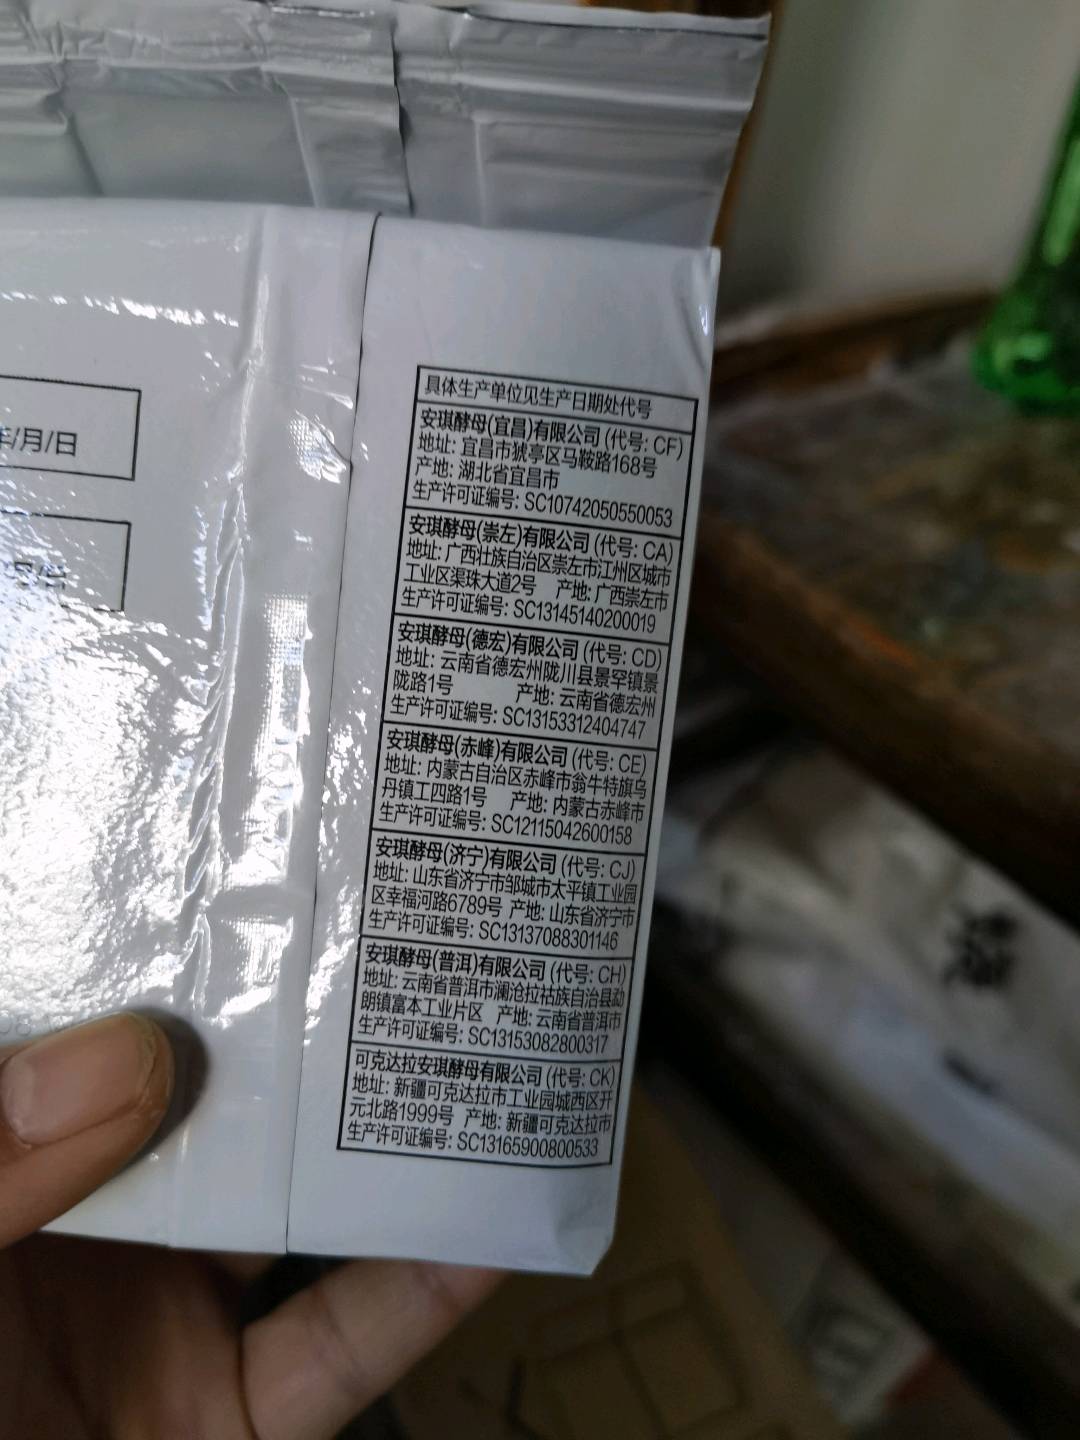 年/月/日
具体生产单位见生产日期处代号
安琪酵母(宜昌)有限公司 (代号: CF)
地址: 宜昌市猇亭区马鞍路168号
产地: 湖北省宜昌市
生产许可证编号: SC10742050550053
安琪酵母(崇左)有限公司 (代号: CA)
地址: 广西壮族自治区崇左市江州区城市
工业区渠珠大道2号 产地: 广西崇左市
生产许可证编号: SC13145140200019
安琪酵母(德宏)有限公司 (代号: CD)
地址: 云南省德宏州陇川县景罕镇景
陇路1号 产地: 云南省德宏州
生产许可证编号: SC13153312404747
安琪酵母(赤峰)有限公司 (代号: CE)
地址: 内蒙古自治区赤峰市翁牛特旗乌
丹镇工四路1号 产地: 内蒙古赤峰市
生产许可证编号: SC12115042600158
安琪酵母(济宁)有限公司 (代号: CJ)
地址: 山东省济宁市邹城市太平镇工业园
区幸福河路6789号 产地: 山东省济宁市
生产许可证编号: SC13137088301146
安琪酵母(普洱)有限公司 (代号: CH)
地址: 云南省普洱市澜沧拉祜族自治县勐
朗镇富本工业片区 产地: 云南省普洱市
生产许可证编号: SC13153082800317
可克达拉安琪酵母有限公司 (代号: CK)
地址: 新疆可克达拉市工业园城西区开
元北路1999号 产地: 新疆可克达拉市
生产许可证编号: SC13165900800533